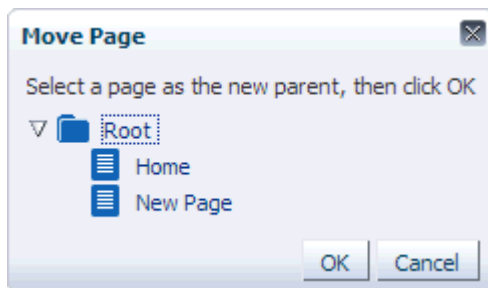 Move Page
Select a page as the new parent, then click OK
Root
Home
New Page
OK Cancel